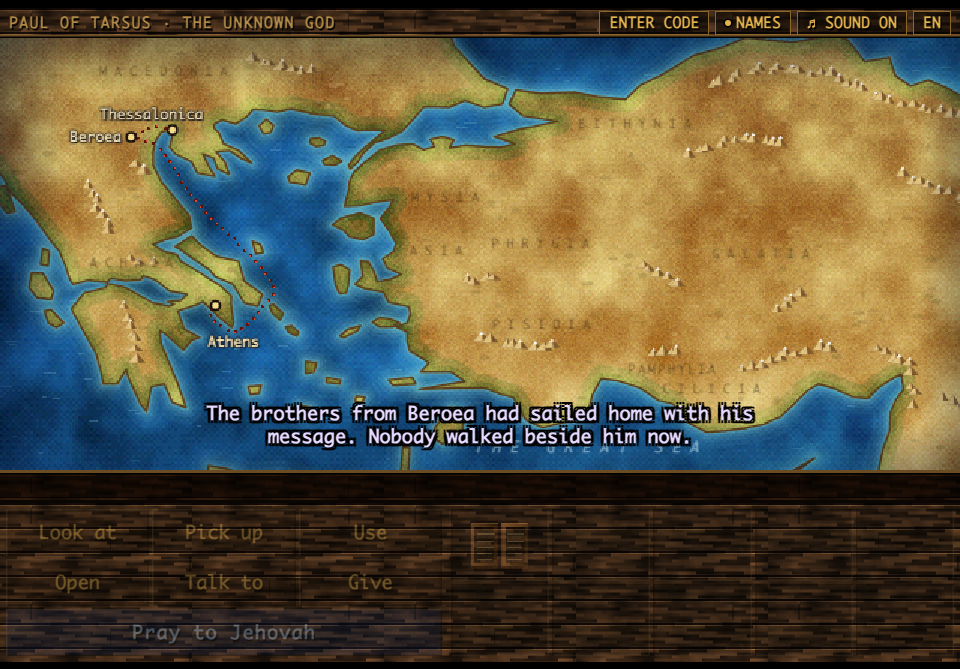 PAUL OF TARSUS · THE UNKNOWN GOD
ENTER CODE
NAMES
SOUND ON
EN
MACEDONIA
Thessalonica
Beroea
BITHYNIA
MYSIA
ASIA
PHRYGIA
GALATIA
ACHAIA
PISIDIA
Athens
PAMPHYLIA
CILICIA
The brothers from Beroea had sailed home with his
message. Nobody walked beside him now.
THE GREAT SEA
Look at
Pick up
Use
Open
Talk to
Give
Pray to Jehovah